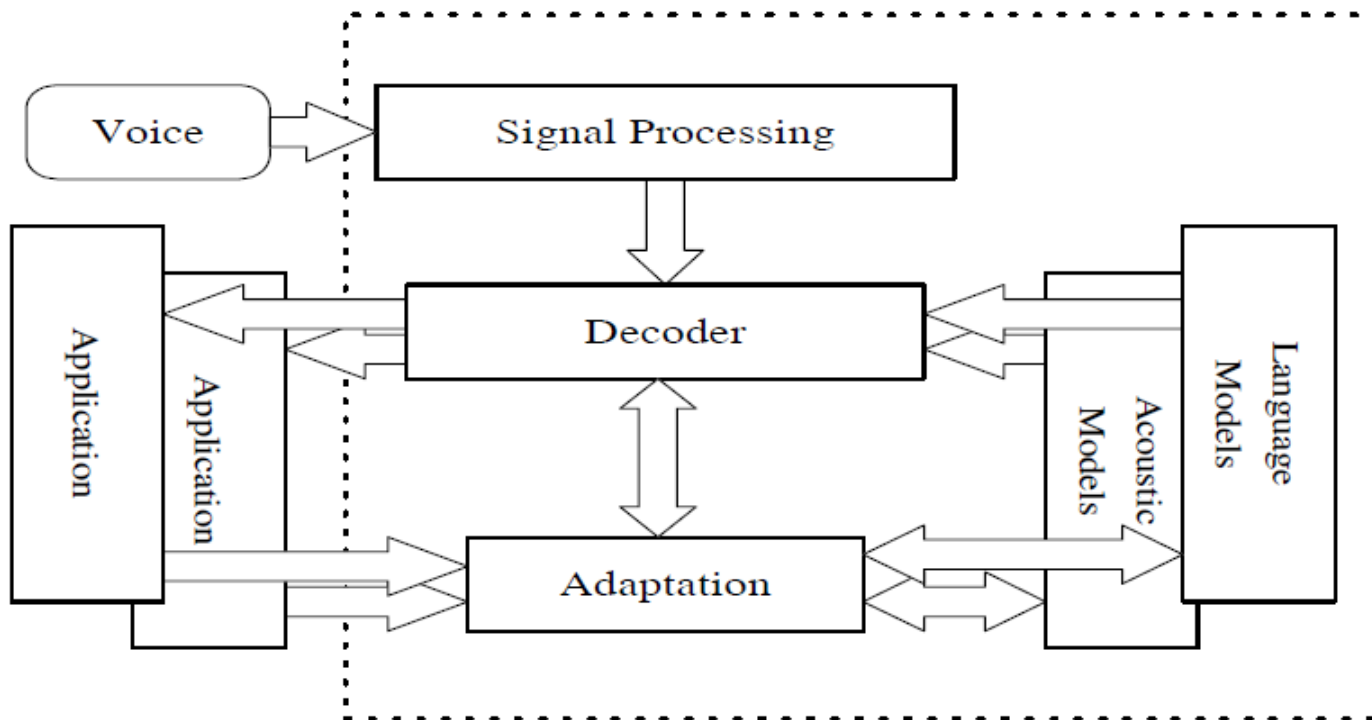 Voice
Signal Processing
Application
Application
Decoder
Adaptation
Acoustic
Models
Language
Models